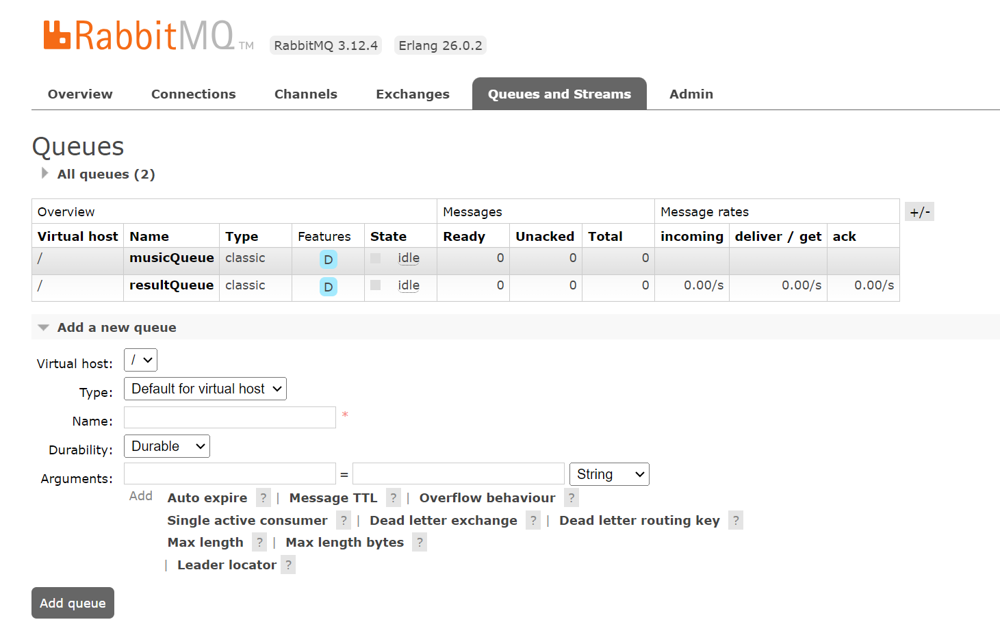 RabbitMQ TM RabbitMQ 3.12.4 Erlang 26.0.2
Overview Connections Channels Exchanges Queues and Streams Admin
Queues
All queues (2)
Overview Messages Message rates +/-
Virtual host Name Type Features State Ready Unacked Total incoming deliver / get ack
/ musicQueue classic D idle 0 0 0
/ resultQueue classic D idle 0 0 0 0.00/s 0.00/s 0.00/s
Add a new queue
Virtual host: /
Type: Default for virtual host
Name: *
Durability: Durable
Arguments: = String
Add Auto expire ? | Message TTL ? | Overflow behaviour ?
Single active consumer ? | Dead letter exchange ? | Dead letter routing key ?
Max length ? | Max length bytes ?
| Leader locator ?
Add queue